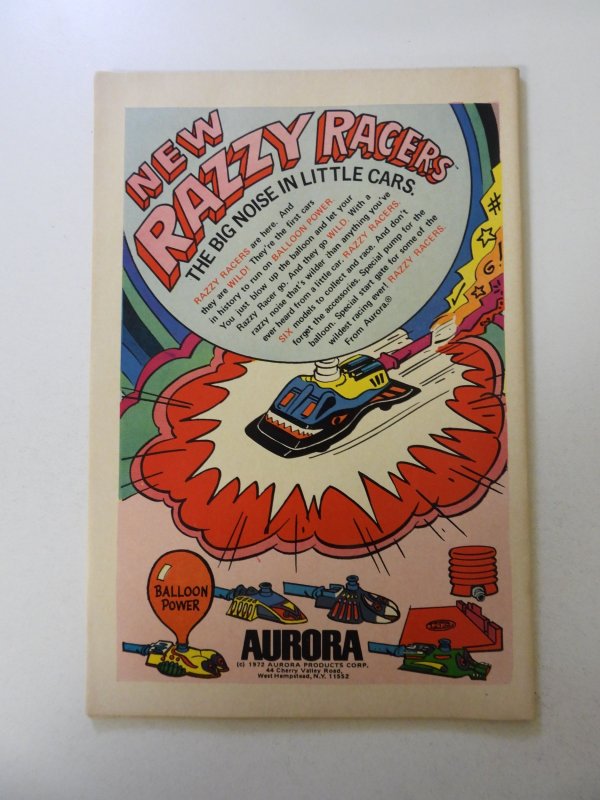 NEW
RAZZY RACERS™
THE BIG NOISE IN LITTLE CARS.
RAZZY RACERS are here. And
they are WILD! They're the first cars
in history to run on BALLOON POWER
You just blow up the balloon and let your
Razzy Racer go. And they go WILD. With a
razzy noise that's wilder than anything you've
ever heard from a little car. RAZZY RACERS.
SIX models to collect and race. And don't
forget the accessories. Special pump for the
balloon. Special start gate for some of the
wildest racing ever! RAZZY RACERS.
From Aurora.®
#
6!
BALLOON
POWER
AURORA
(c) 1972 AURORA PRODUCTS CORP.
44 Cherry Valley Road,
West Hempstead, N.Y. 11552